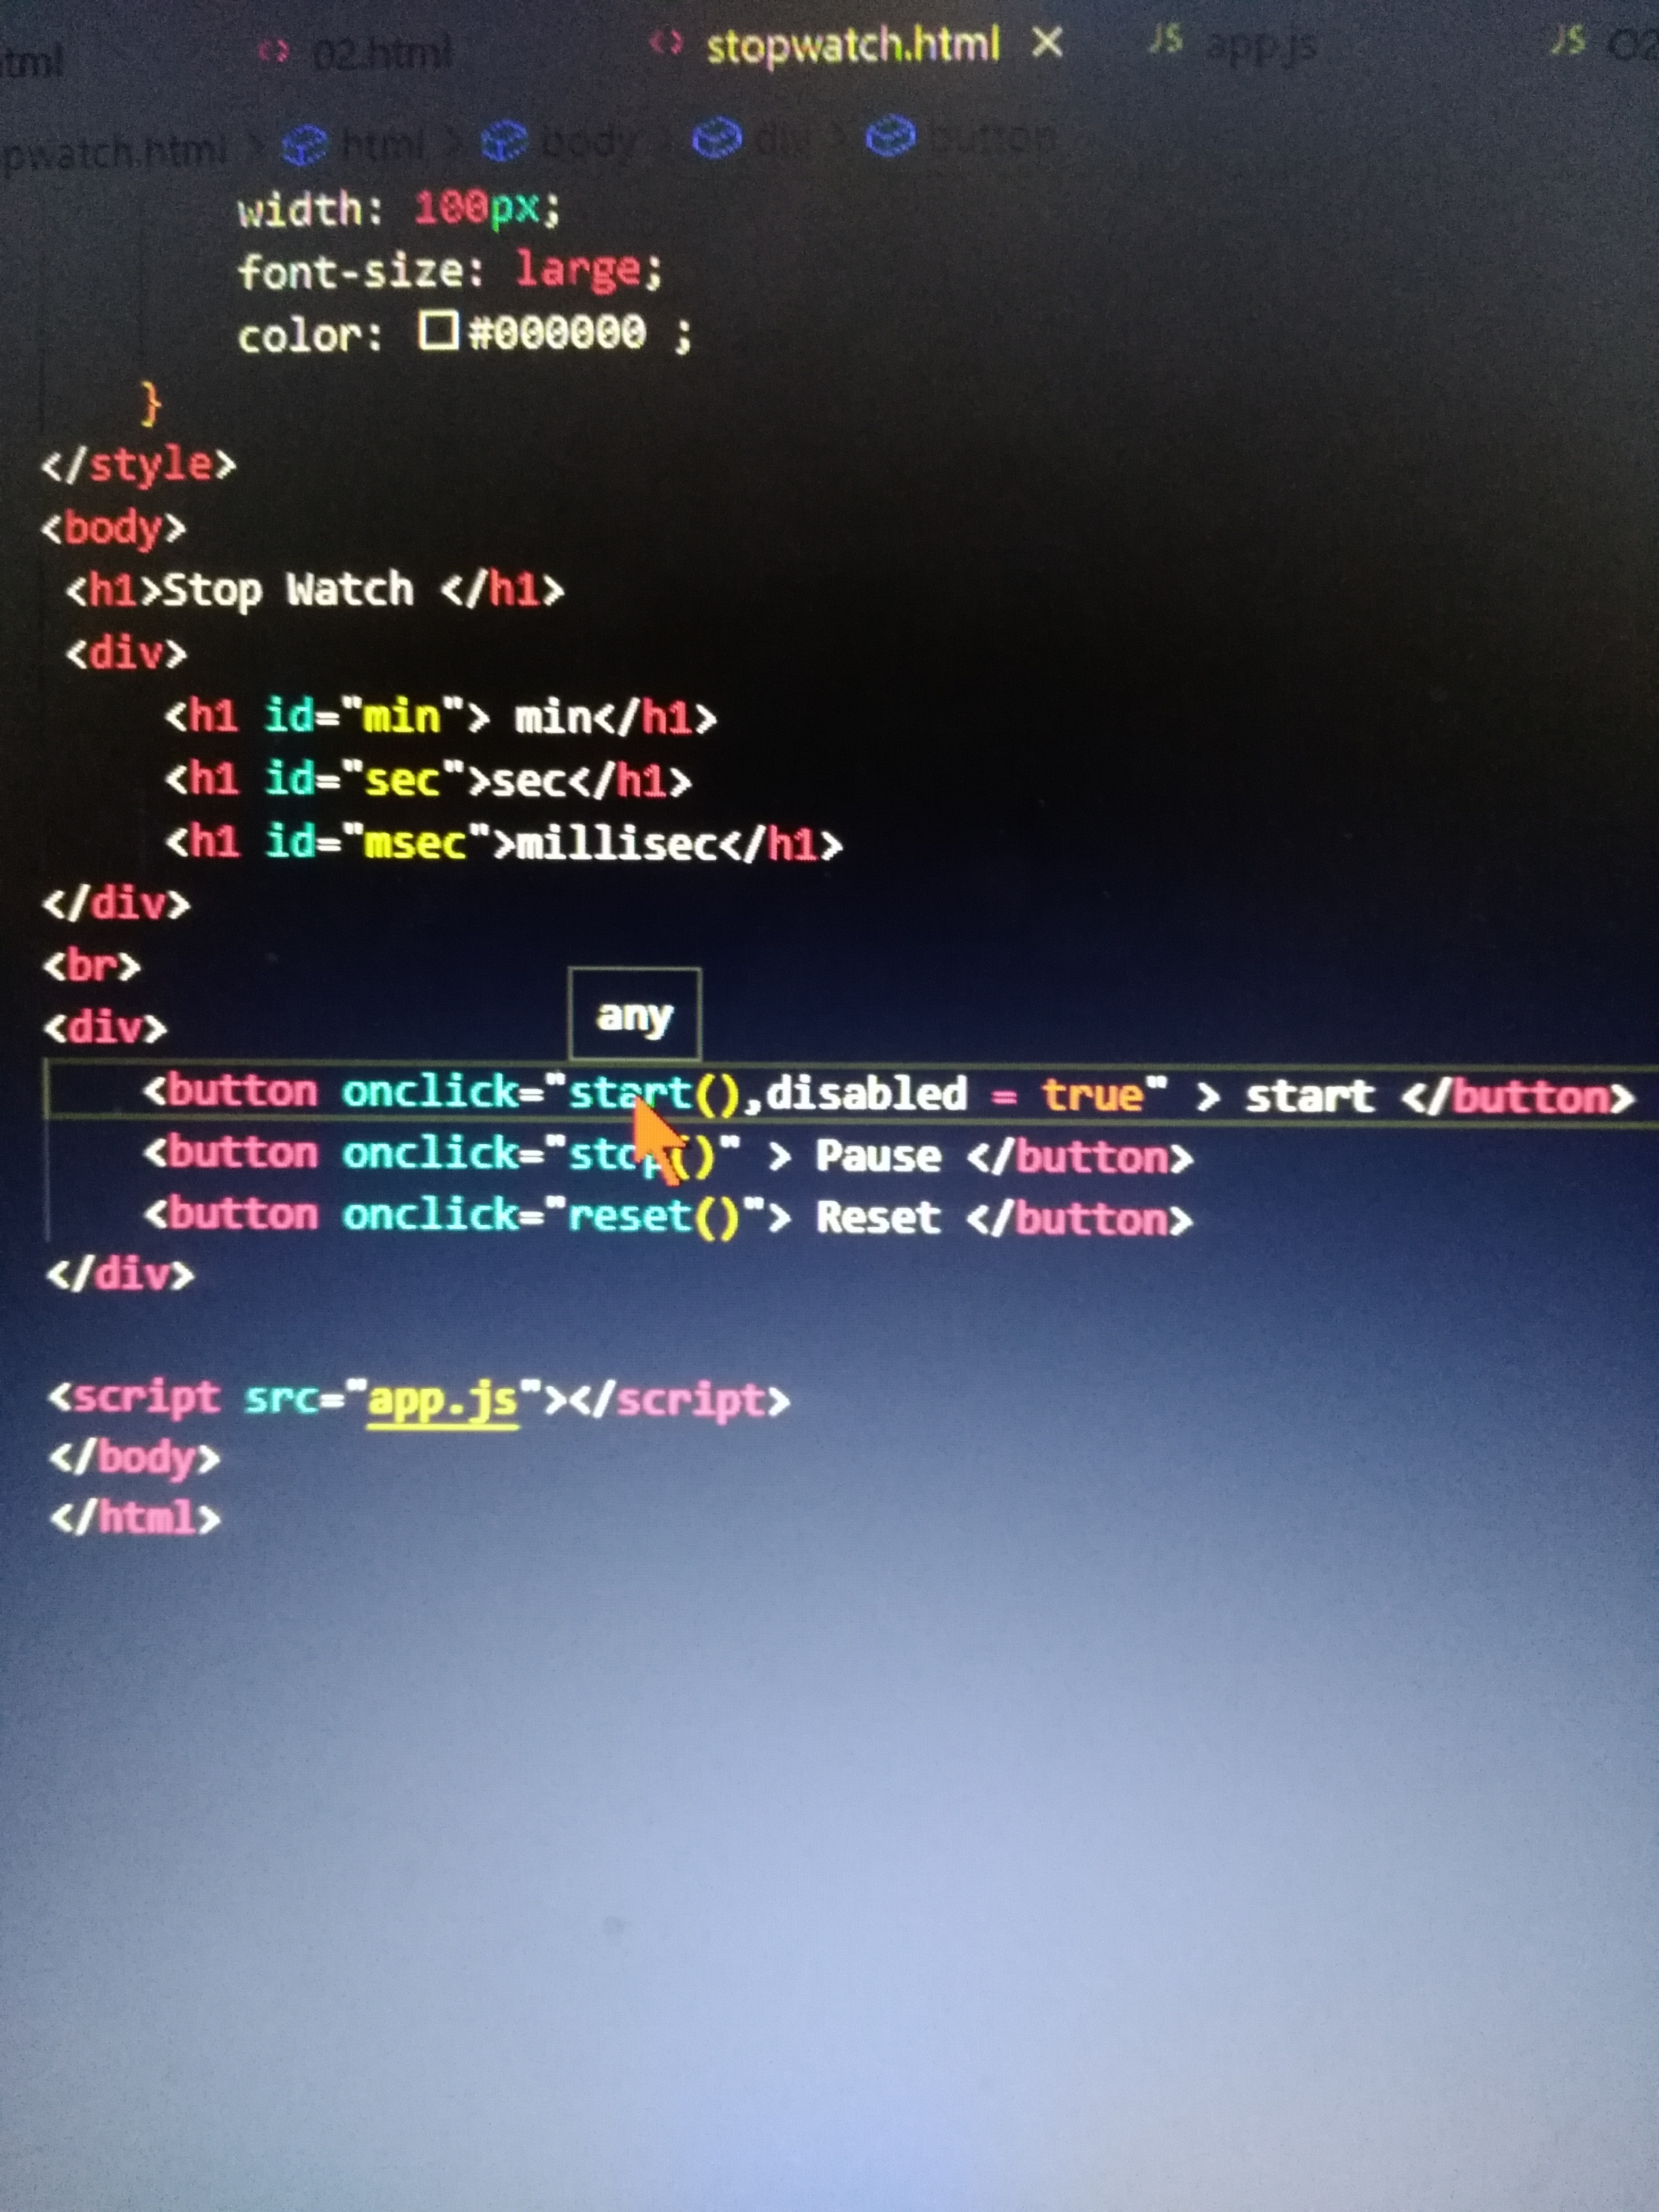 tml <> 02.html <> stopwatch.html × JS app.js JS 02
pwatch.html > html > body > div > button
width: 100px;
font-size: large;
color: #000000 ;
}
</style>
<body>
<h1>Stop Watch </h1>
<div>
<h1 id="min"> min</h1>
<h1 id="sec">sec</h1>
<h1 id="msec">millisec</h1>
</div>
<br>
any
<div>
<button onclick="start(),disabled = true" > start </button>
<button onclick="stop()" > Pause </button>
<button onclick="reset()"> Reset </button>
</div>
<script src="app.js"></script>
</body>
</html>